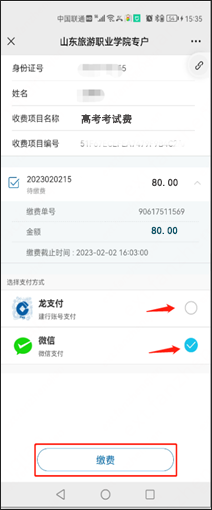 中国联通
54
15:35
山东旅游职业学院专户
身份证号
姓名
收费项目名称 高考考试费
收费项目编号
2023020215 80.00
待缴费
缴费单号 90617511569
金额 80.00
缴费截止时间：2023-02-02 16:03:00
选择支付方式
龙支付
建行账号支付
微信
微信支付
缴费